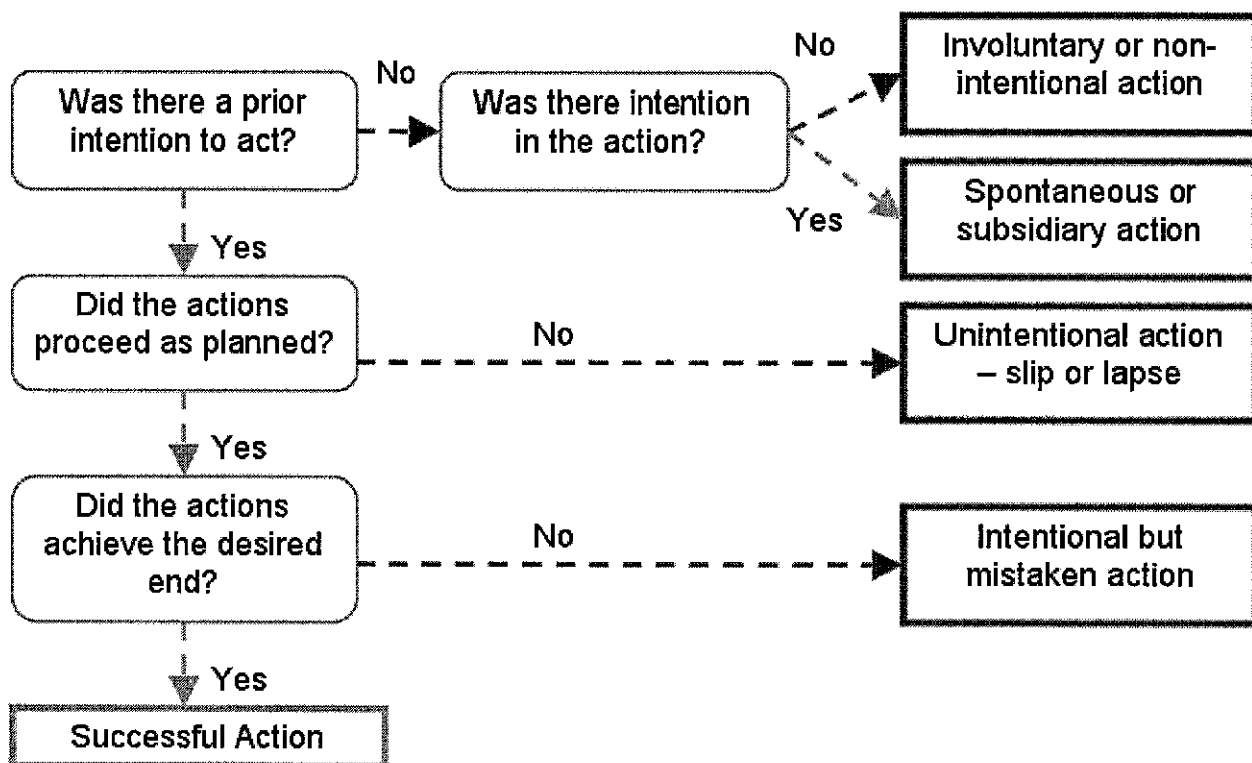 Was there a prior
intention to act?
No
Was there intention
in the action?
No
Involuntary or non-
intentional action
Yes
Spontaneous or
subsidiary action
Yes
Did the actions
proceed as planned?
No
Unintentional action
– slip or lapse
Yes
Did the actions
achieve the desired
end?
No
Intentional but
mistaken action
Yes
Successful Action